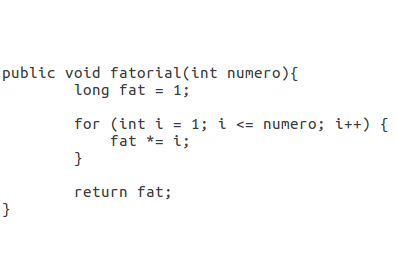 public void fatorial(int numero){
        long fat = 1;

        for (int i = 1; i <= numero; i++) {
            fat *= i;
        }

        return fat;
}